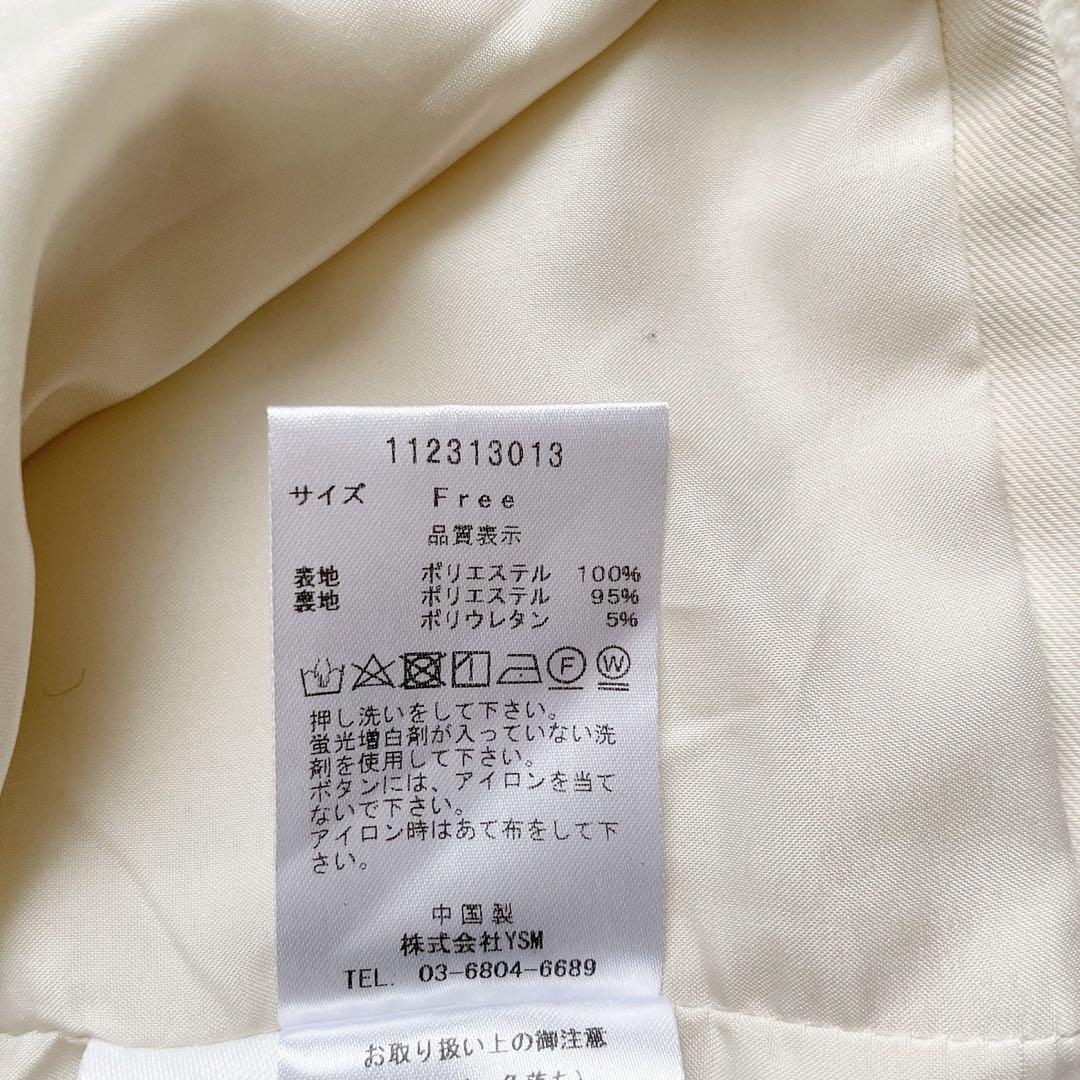 112313013
サイズ Free
品質表示
表地 ポリエステル 100%
裏地 ポリエステル 95%
ポリウレタン 5%
F W
押し洗いをして下さい。
蛍光増白剤が入っていない洗
剤を使用して下さい。
ボタンには、アイロンを当て
ないで下さい。
アイロン時はあて布をして下
さい。
中国製
株式会社YSM
TEL. 03-6804-6689
お取り扱い上の御注意